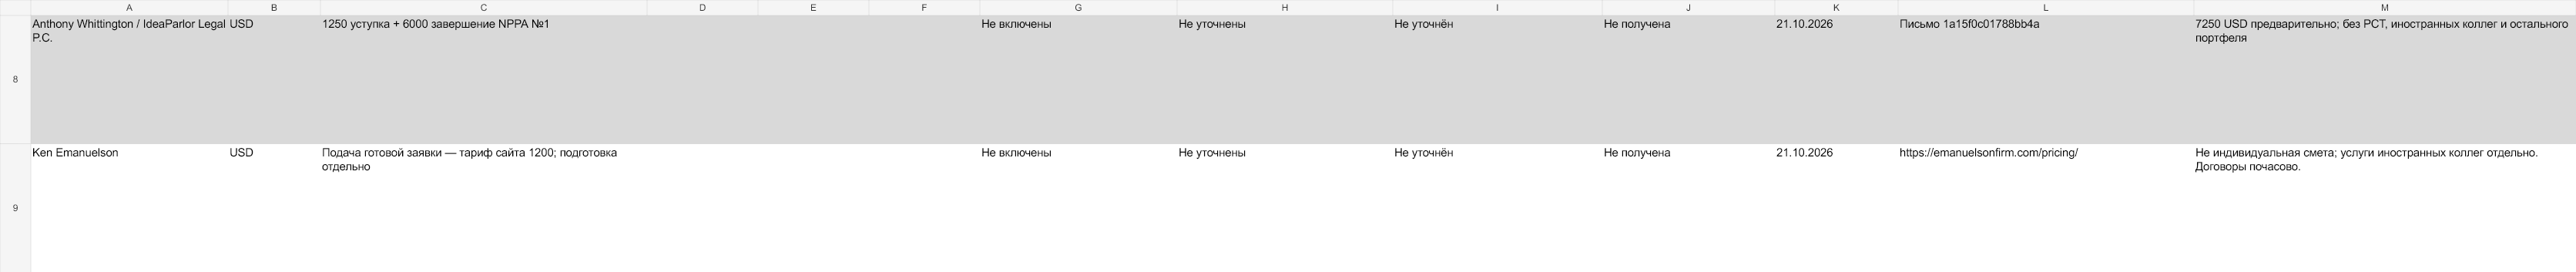 A B C D E F G H I J K L M
8
Anthony Whittington / IdeaParlor Legal USD 1250 уступка + 6000 завершение NPPA №1 Не включены Не уточнены Не уточнён Не получена 21.10.2026 Письмо 1a15f0c01788bb4a 7250 USD предварительно; без PCT, иностранных коллег и остального
P.C. портфеля
9
Ken Emanuelson USD Подача готовой заявки — тариф сайта 1200; подготовка Не включены Не уточнены Не уточнён Не получена 21.10.2026 https://emanuelsonfirm.com/pricing/ Не индивидуальная смета; услуги иностранных коллег отдельно.
отдельно Договоры почасово.